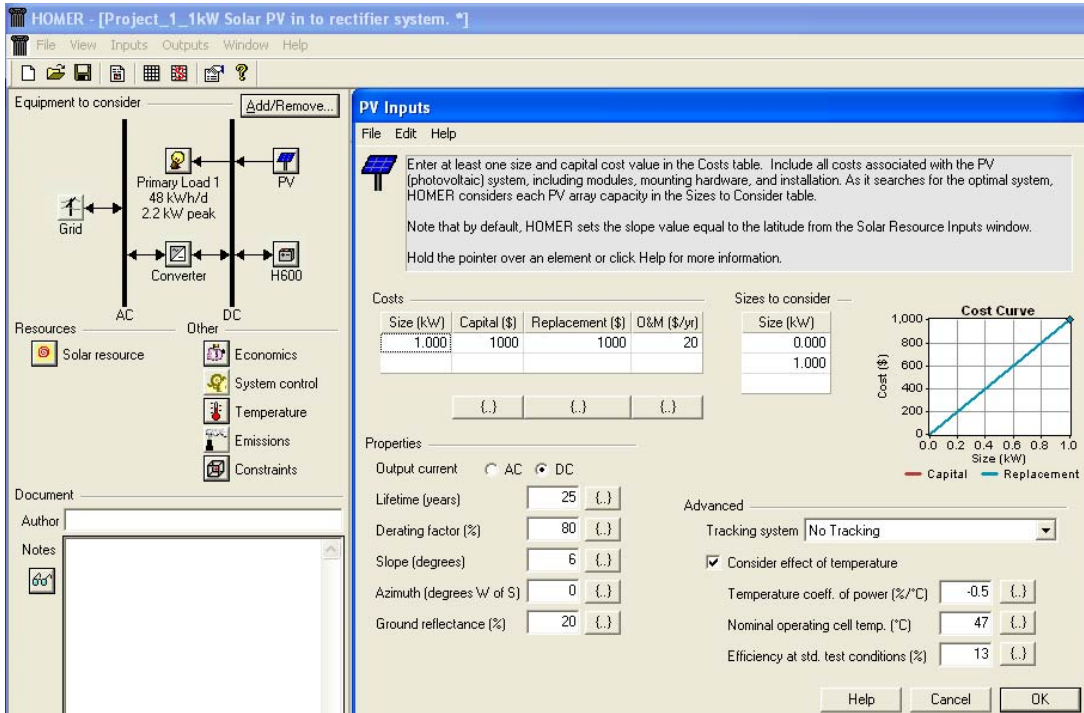 HOMER - [Project_1_1kW Solar PV in to rectifier system. *]
File View Inputs Outputs Window Help
Equipment to consider
Add/Remove...
Primary Load 1
48 kWh/d
2.2 kW peak
PV
Grid
Converter
H600
AC
DC
Resources
Other
Solar resource
Economics
System control
Temperature
Emissions
Constraints
Document
Author
Notes
PV Inputs
File Edit Help
Enter at least one size and capital cost value in the Costs table. Include all costs associated with the PV
(photovoltaic) system, including modules, mounting hardware, and installation. As it searches for the optimal system,
HOMER considers each PV array capacity in the Sizes to Consider table.
Note that by default, HOMER sets the slope value equal to the latitude from the Solar Resource Inputs window.
Hold the pointer over an element or click Help for more information.
Costs
Size (kW) Capital ($) Replacement ($) O&M ($/yr)
1.000 1000 1000 20
{..} {..} {..}
Sizes to consider
Size (kW)
0.000
1.000
Cost Curve
Cost ($)
1,000
800
600
400
200
0
0.0 0.2 0.4 0.6 0.8 1.0
Size (kW)
Capital Replacement
Properties
Output current AC DC
Lifetime (years) 25 {..}
Derating factor (%) 80 {..}
Slope (degrees) 6 {..}
Azimuth (degrees W of S) 0 {..}
Ground reflectance (%) 20 {..}
Advanced
Tracking system No Tracking
Consider effect of temperature
Temperature coeff. of power (%/°C) -0.5 {..}
Nominal operating cell temp. (°C) 47 {..}
Efficiency at std. test conditions (%) 13 {..}
Help Cancel OK